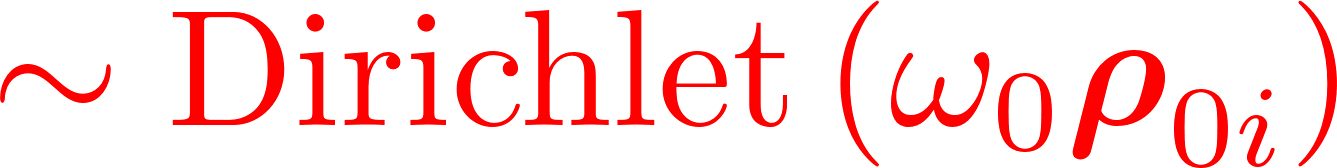 ∼ Dirichlet (ω₀𝝆₀ᵢ)